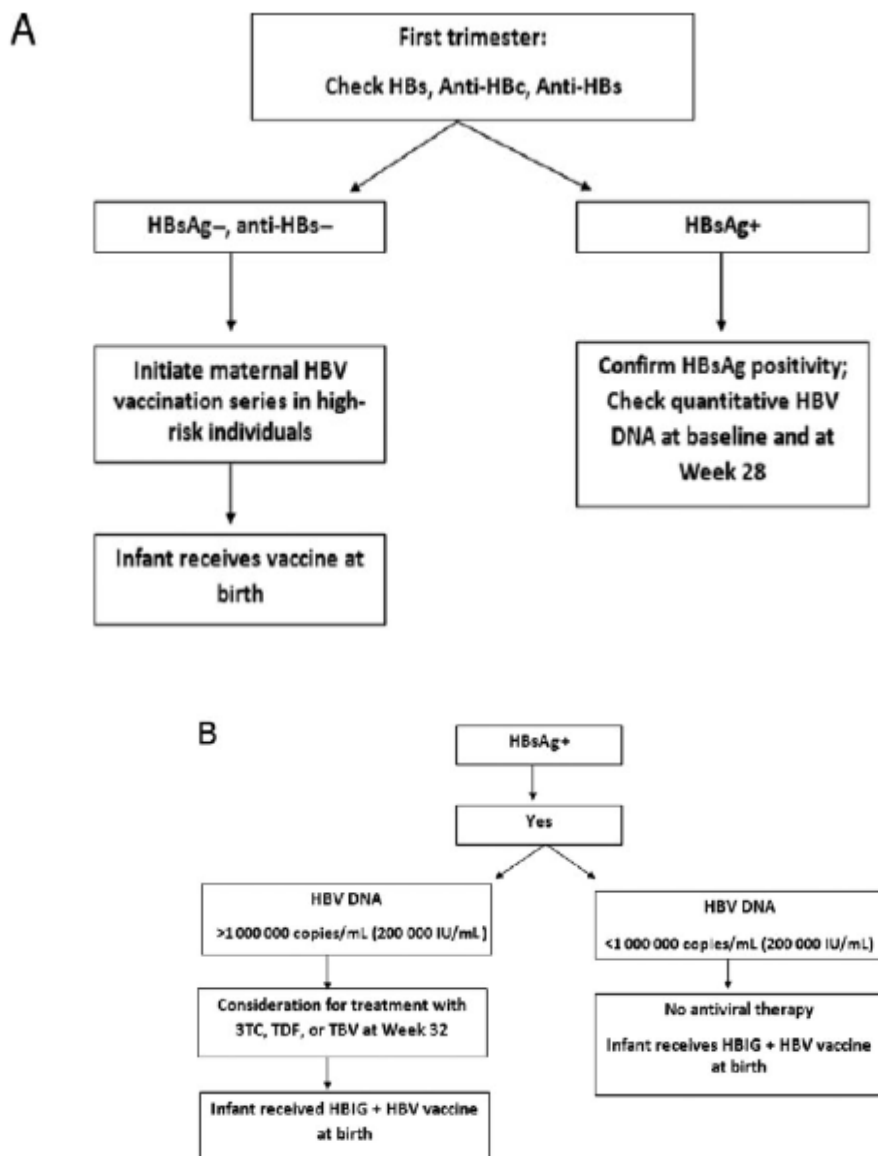 A
First trimester:
Check HBs, Anti-HBc, Anti-HBs
HBsAg–, anti-HBs–
HBsAg+
Initiate maternal HBV
vaccination series in high-
risk individuals
Confirm HBsAg positivity;
Check quantitative HBV
DNA at baseline and at
Week 28
Infant receives vaccine at
birth
B
HBsAg+
Yes
HBV DNA
>1 000 000 copies/mL (200 000 IU/mL)
HBV DNA
<1 000 000 copies/mL (200 000 IU/mL)
Consideration for treatment with
3TC, TDF, or TBV at Week 32
No antiviral therapy
Infant receives HBIG + HBV vaccine
at birth
Infant received HBIG + HBV vaccine
at birth